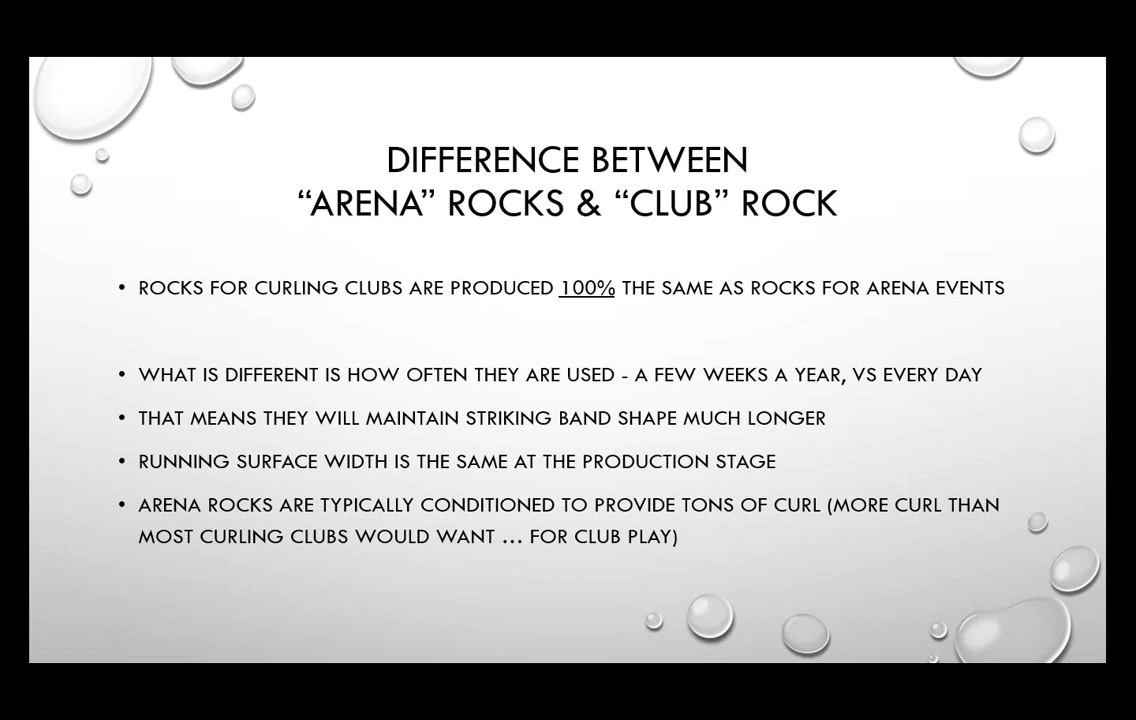 DIFFERENCE BETWEEN
“ARENA” ROCKS & “CLUB” ROCK
• ROCKS FOR CURLING CLUBS ARE PRODUCED 100% THE SAME AS ROCKS FOR ARENA EVENTS
• WHAT IS DIFFERENT IS HOW OFTEN THEY ARE USED - A FEW WEEKS A YEAR, VS EVERY DAY
• THAT MEANS THEY WILL MAINTAIN STRIKING BAND SHAPE MUCH LONGER
• RUNNING SURFACE WIDTH IS THE SAME AT THE PRODUCTION STAGE
• ARENA ROCKS ARE TYPICALLY CONDITIONED TO PROVIDE TONS OF CURL (MORE CURL THAN
MOST CURLING CLUBS WOULD WANT … FOR CLUB PLAY)